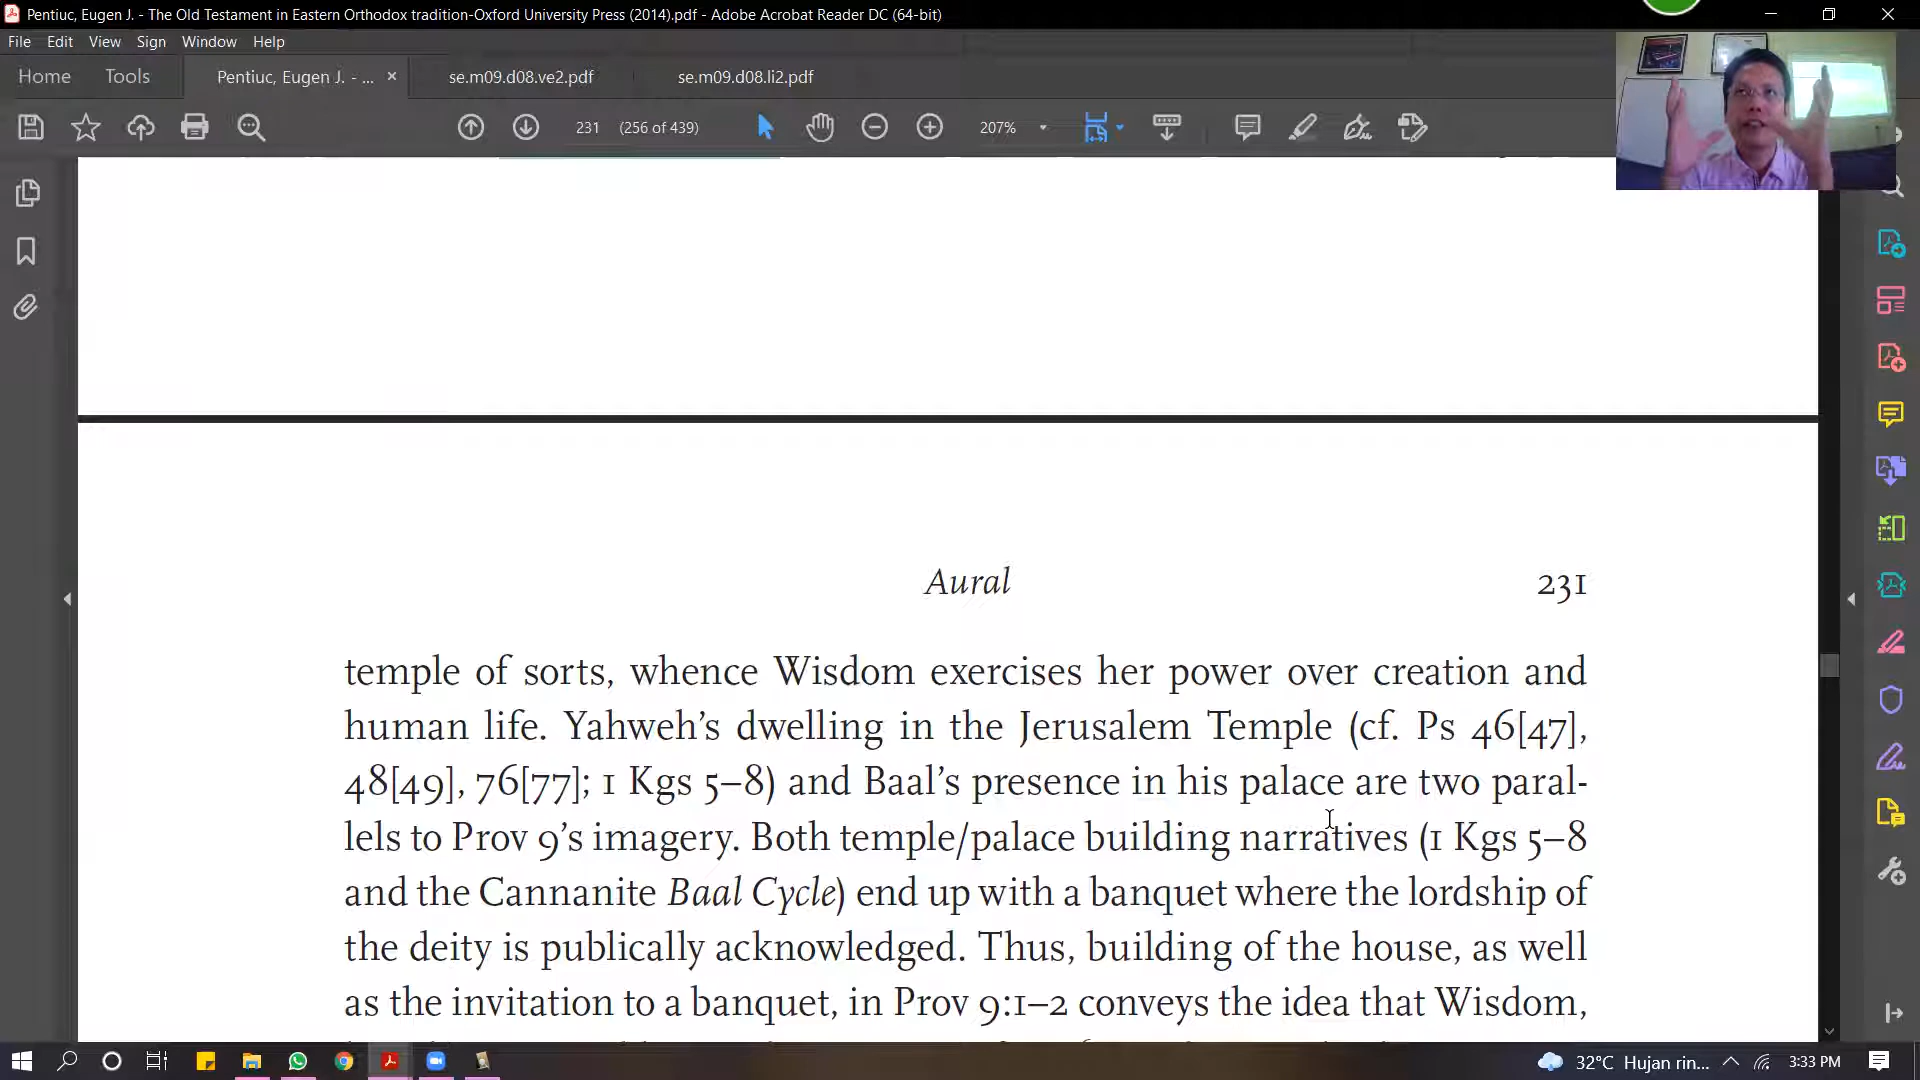 Pentiuc, Eugen J. - The Old Testament in Eastern Orthodox tradition-Oxford University Press (2014).pdf - Adobe Acrobat Reader DC (64-bit)
File Edit View Sign Window Help
Home Tools Pentiuc, Eugen J. - ... se.m09.d08.ve2.pdf se.m09.d08.li2.pdf
231 (256 of 439) 207%
Aural 231
temple of sorts, whence Wisdom exercises her power over creation and
human life. Yahweh’s dwelling in the Jerusalem Temple (cf. Ps 46[47],
48[49], 76[77]; 1 Kgs 5–8) and Baal’s presence in his palace are two paral-
lels to Prov 9’s imagery. Both temple/palace building narratives (1 Kgs 5–8
and the Cannanite Baal Cycle) end up with a banquet where the lordship of
the deity is publically acknowledged. Thus, building of the house, as well
as the invitation to a banquet, in Prov 9:1–2 conveys the idea that Wisdom,
32°C Hujan rin... 3:33 PM